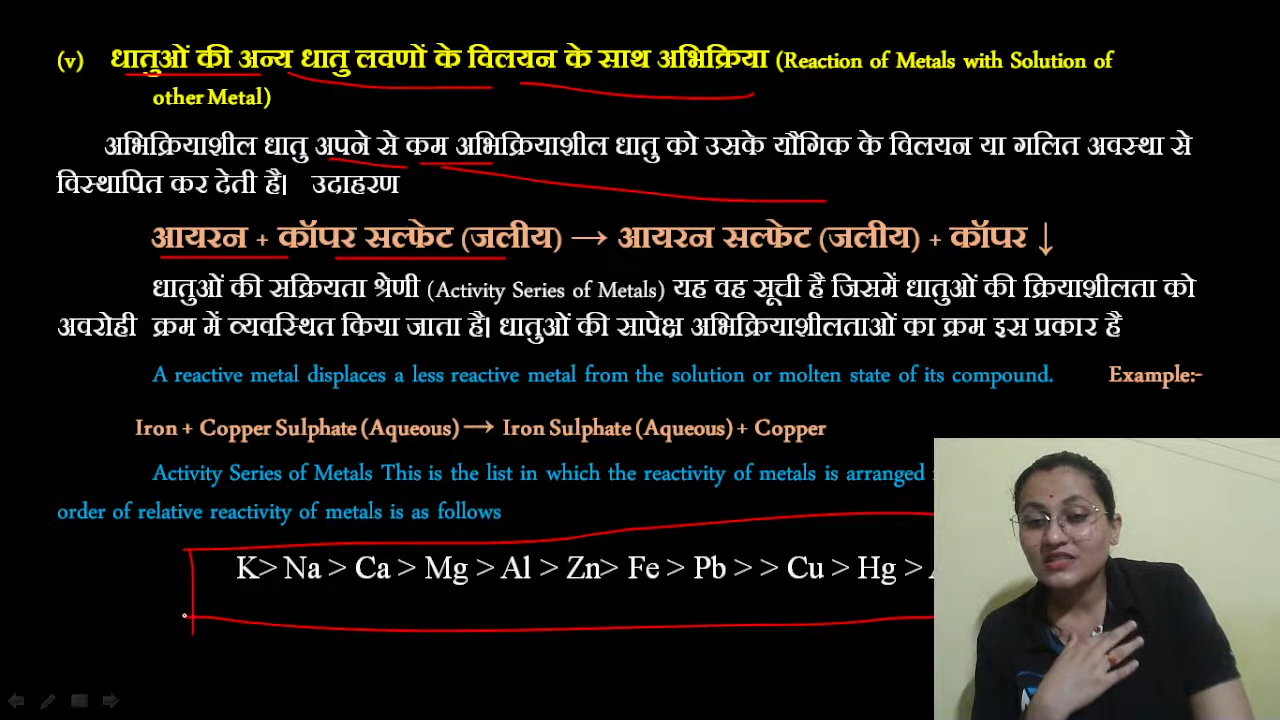 (v) धातुओं की अन्य धातु लवणों के विलयन के साथ अभिक्रिया (Reaction of Metals with Solution of
other Metal)
अभिक्रियाशील धातु अपने से कम अभिक्रियाशील धातु को उसके यौगिक के विलयन या गलित अवस्था से
विस्थापित कर देती है। उदाहरण
आयरन + कॉपर सल्फेट (जलीय) → आयरन सल्फेट (जलीय) + कॉपर ↓
धातुओं की सक्रियता श्रेणी (Activity Series of Metals) यह वह सूची है जिसमें धातुओं की क्रियाशीलता को
अवरोही क्रम में व्यवस्थित किया जाता है। धातुओं की सापेक्ष अभिक्रियाशीलताओं का क्रम इस प्रकार है
A reactive metal displaces a less reactive metal from the solution or molten state of its compound. Example:-
Iron + Copper Sulphate (Aqueous) → Iron Sulphate (Aqueous) + Copper
Activity Series of Metals This is the list in which the reactivity of metals is arranged
order of relative reactivity of metals is as follows
K> Na > Ca > Mg > Al > Zn> Fe > Pb > > Cu > Hg >